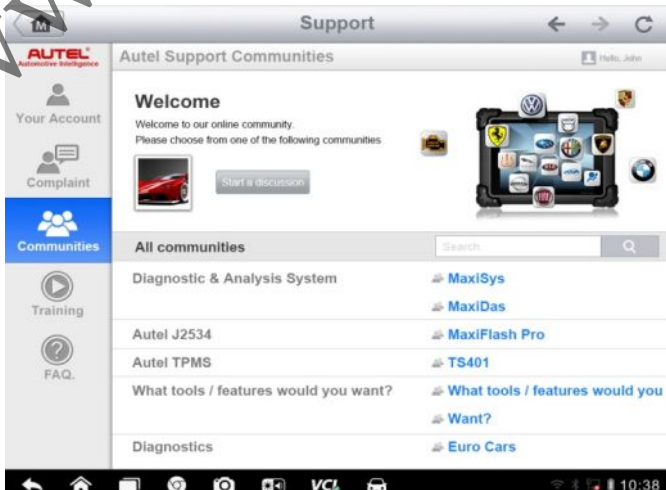 Support
AUTEL
Automotive Intelligence
Autel Support Communities
Hello, John
Your Account
Complaint
Communities
Training
FAQ.
Welcome
Welcome to our online community.
Please choose from one of the following communities
Start a discussion
All communities
Search
Diagnostic & Analysis System
MaxiSys
MaxiDas
Autel J2534
MaxiFlash Pro
Autel TPMS
TS401
What tools / features would you want?
What tools / features would you
Want?
Diagnostics
Euro Cars
VCI
10:38